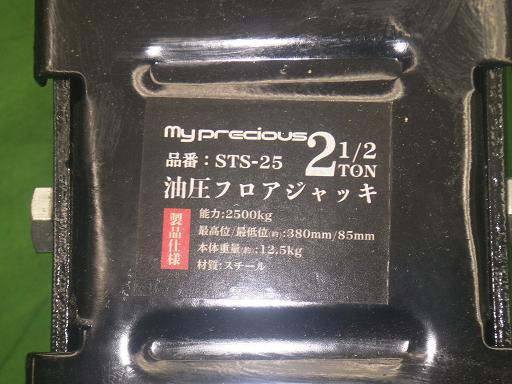 my precious
2 1/2 TON
品番：STS-25
油圧フロアジャッキ
製品仕様
能力:2500kg
最高位/最低位(約):380mm/85mm
本体重量(約):12.5kg
材質:スチール